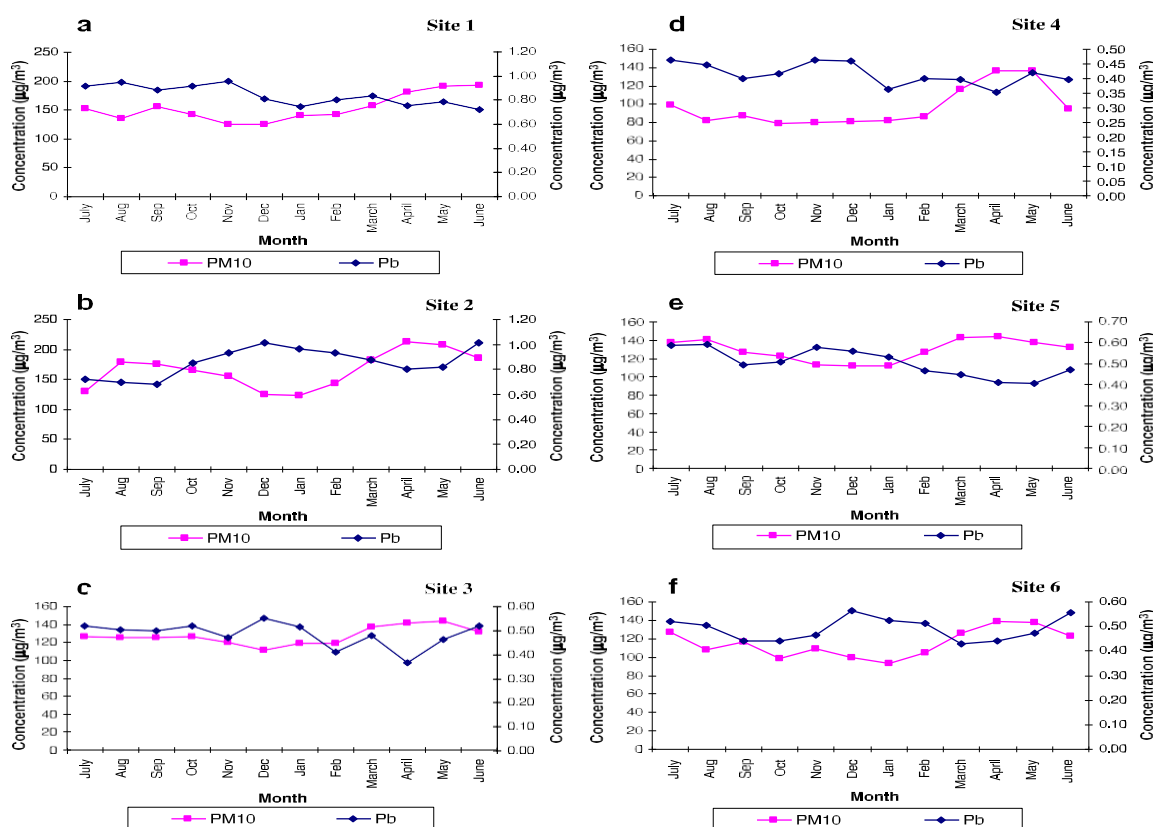 a Site 1
Concentration (µg/m³)
250
200
150
100
50
0
1.20
1.00
0.80
0.60
0.40
0.20
0.00
Concentration (µg/m³)
July Aug Sep Oct Nov Dec Jan Feb March April May June
Month
PM10 Pb
b Site 2
Concentration (µg/m³)
250
200
150
100
50
0
1.20
1.00
0.80
0.60
0.40
0.20
0.00
Concentration (µg/m³)
July Aug Sep Oct Nov Dec Jan Feb March April May June
Month
PM10 Pb
c Site 3
Concentration (µg/m³)
160
140
120
100
80
60
40
20
0
0.60
0.50
0.40
0.30
0.20
0.10
0.00
Concentration (µg/m³)
July Aug Sep Oct Nov Dec Jan Feb March April May June
Month
PM10 Pb
d Site 4
Concentration (µg/m³)
160
140
120
100
80
60
40
20
0
0.50
0.45
0.40
0.35
0.30
0.25
0.20
0.15
0.10
0.05
0.00
Concentration (µg/m³)
July Aug Sep Oct Nov Dec Jan Feb March April May June
Month
PM10 Pb
e Site 5
Concentration (µg/m³)
160
140
120
100
80
60
40
20
0
0.70
0.60
0.50
0.40
0.30
0.20
0.10
0.00
Concentration (µg/m³)
July Aug Sep Oct Nov Dec Jan Feb March April May June
Month
PM10 Pb
f Site 6
Concentration (µg/m³)
160
140
120
100
80
60
40
20
0
0.60
0.50
0.40
0.30
0.20
0.10
0.00
Concentration (µg/m³)
July Aug Sep Oct Nov Dec Jan Feb March April May June
Month
PM10 Pb